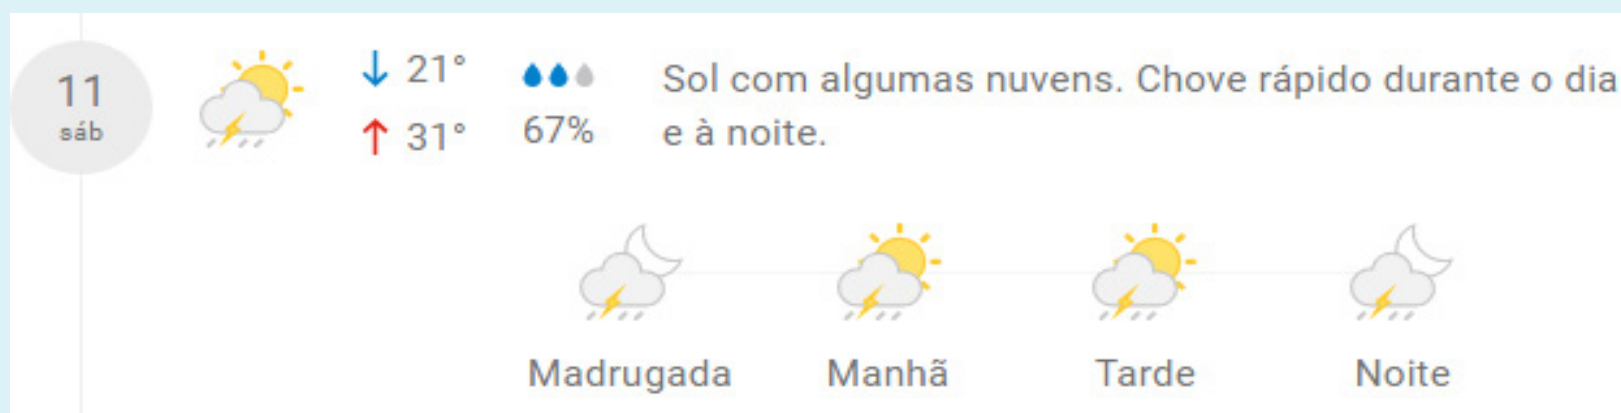 11
sáb
↓ 21°
↑ 31°
67%
Sol com algumas nuvens. Chove rápido durante o dia
e à noite.
Madrugada Manhã Tarde Noite